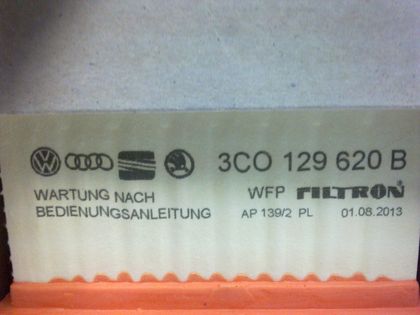 3CO 129 620 B
WARTUNG NACH
BEDIENUNGSANLEITUNG
WFP FILTRON
AP 139/2 PL 01.08.2013